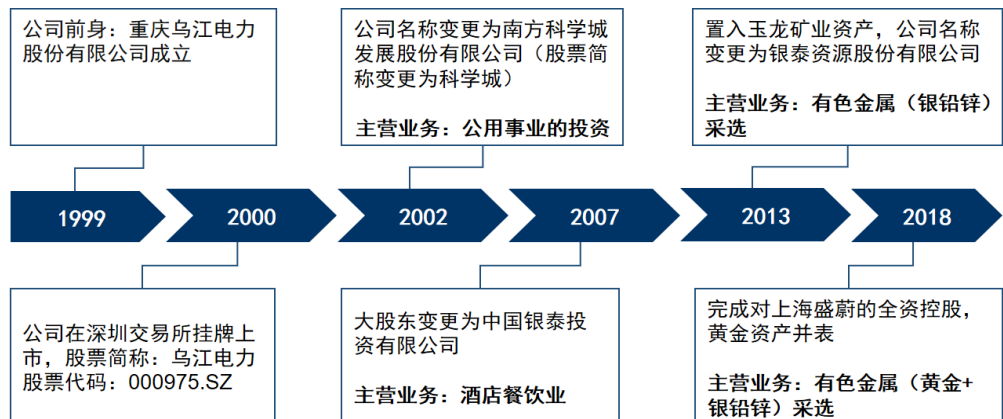 公司前身：重庆乌江电力
股份有限公司成立
公司名称变更为南方科学城
发展股份有限公司（股票简
称变更为科学城）
主营业务：公用事业的投资
置入玉龙矿业资产，公司名称
变更为银泰资源股份有限公司
主营业务：有色金属（银铅锌）
采选
1999
2000
2002
2007
2013
2018
公司在深圳交易所挂牌上
市，股票简称：乌江电力
股票代码：000975.SZ
大股东变更为中国银泰投
资有限公司
主营业务：酒店餐饮业
完成对上海盛蔚的全资控股，
黄金资产并表
主营业务：有色金属（黄金+
银铅锌）采选